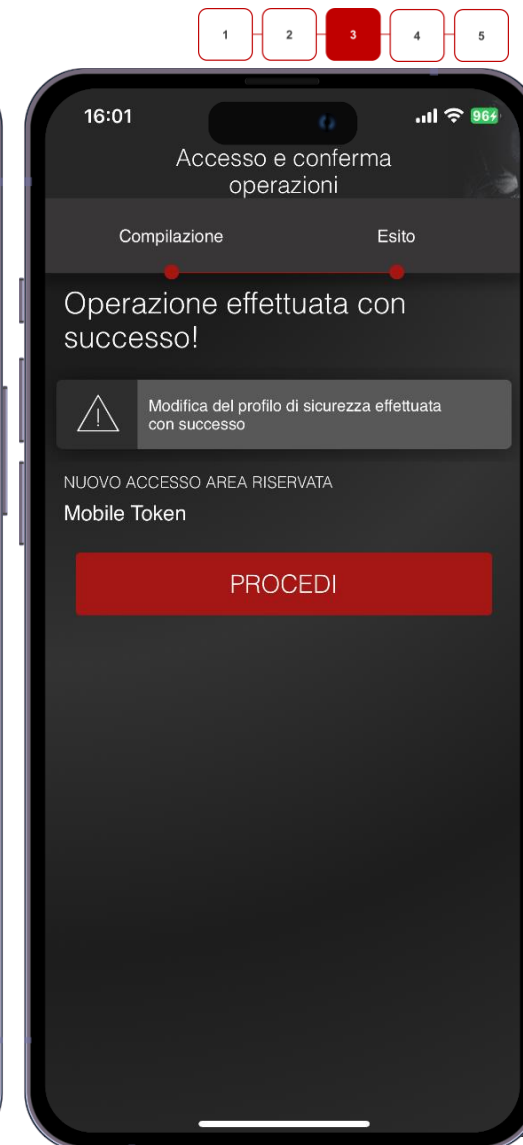 1 2 3 4 5
16:01 96
Accesso e conferma
operazioni
Compilazione Esito
Operazione effettuata con
successo!
Modifica del profilo di sicurezza effettuata
con successo
NUOVO ACCESSO AREA RISERVATA
Mobile Token
PROCEDI